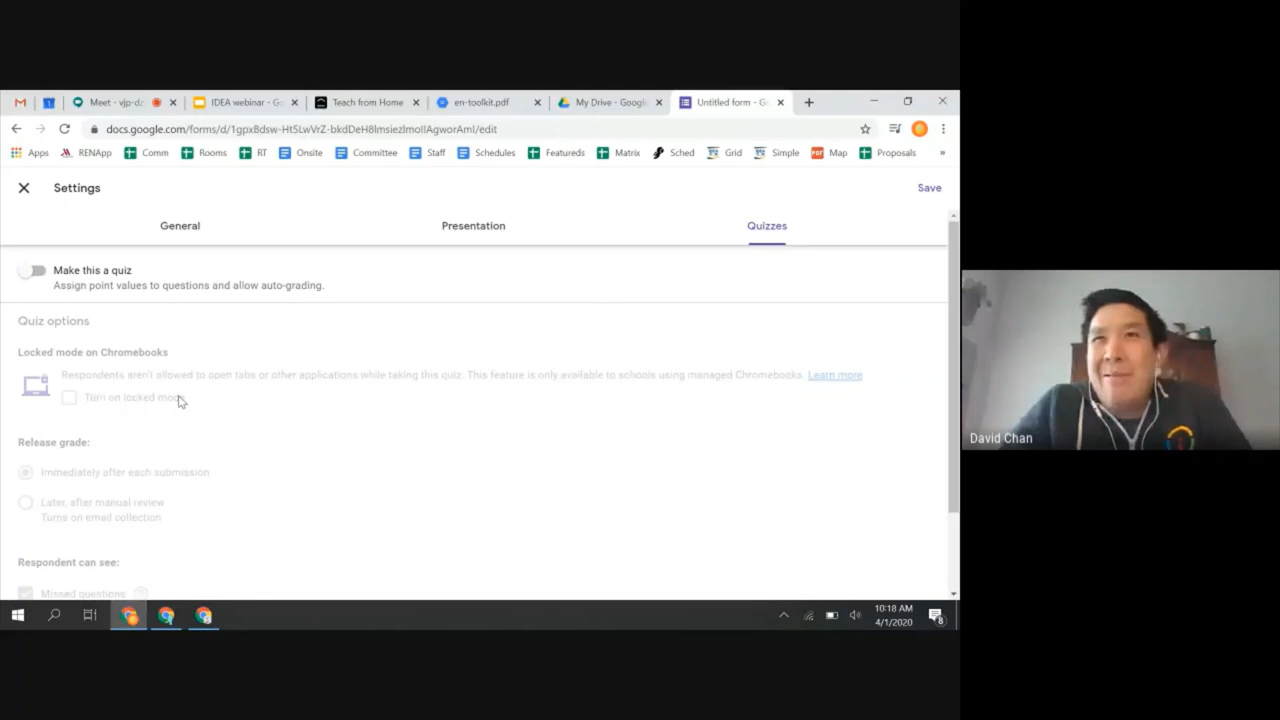 Meet - vjp-dz
IDEA webinar - Go
Teach from Home
en-toolkit.pdf
My Drive - Google
Untitled form - Go
docs.google.com/forms/d/1gpxBdsw-Ht5LwVrZ-bkdDeH8lmsiezlmoIIAgworAmI/edit
Apps
RENApp
Comm
Rooms
RT
Onsite
Committee
Staff
Schedules
Featureds
Matrix
Sched
Grid
Simple
Map
Proposals
»
Settings
Save
General
Presentation
Quizzes
Make this a quiz
Assign point values to questions and allow auto-grading.
Quiz options
Locked mode on Chromebooks
Respondents aren't allowed to open tabs or other applications while taking this quiz. This feature is only available to schools using managed Chromebooks. Learn more
Turn on locked mode
Release grade:
Immediately after each submission
Later, after manual review
Turns on email collection
Respondent can see:
Missed questions
David Chan
10:18 AM
4/1/2020
8